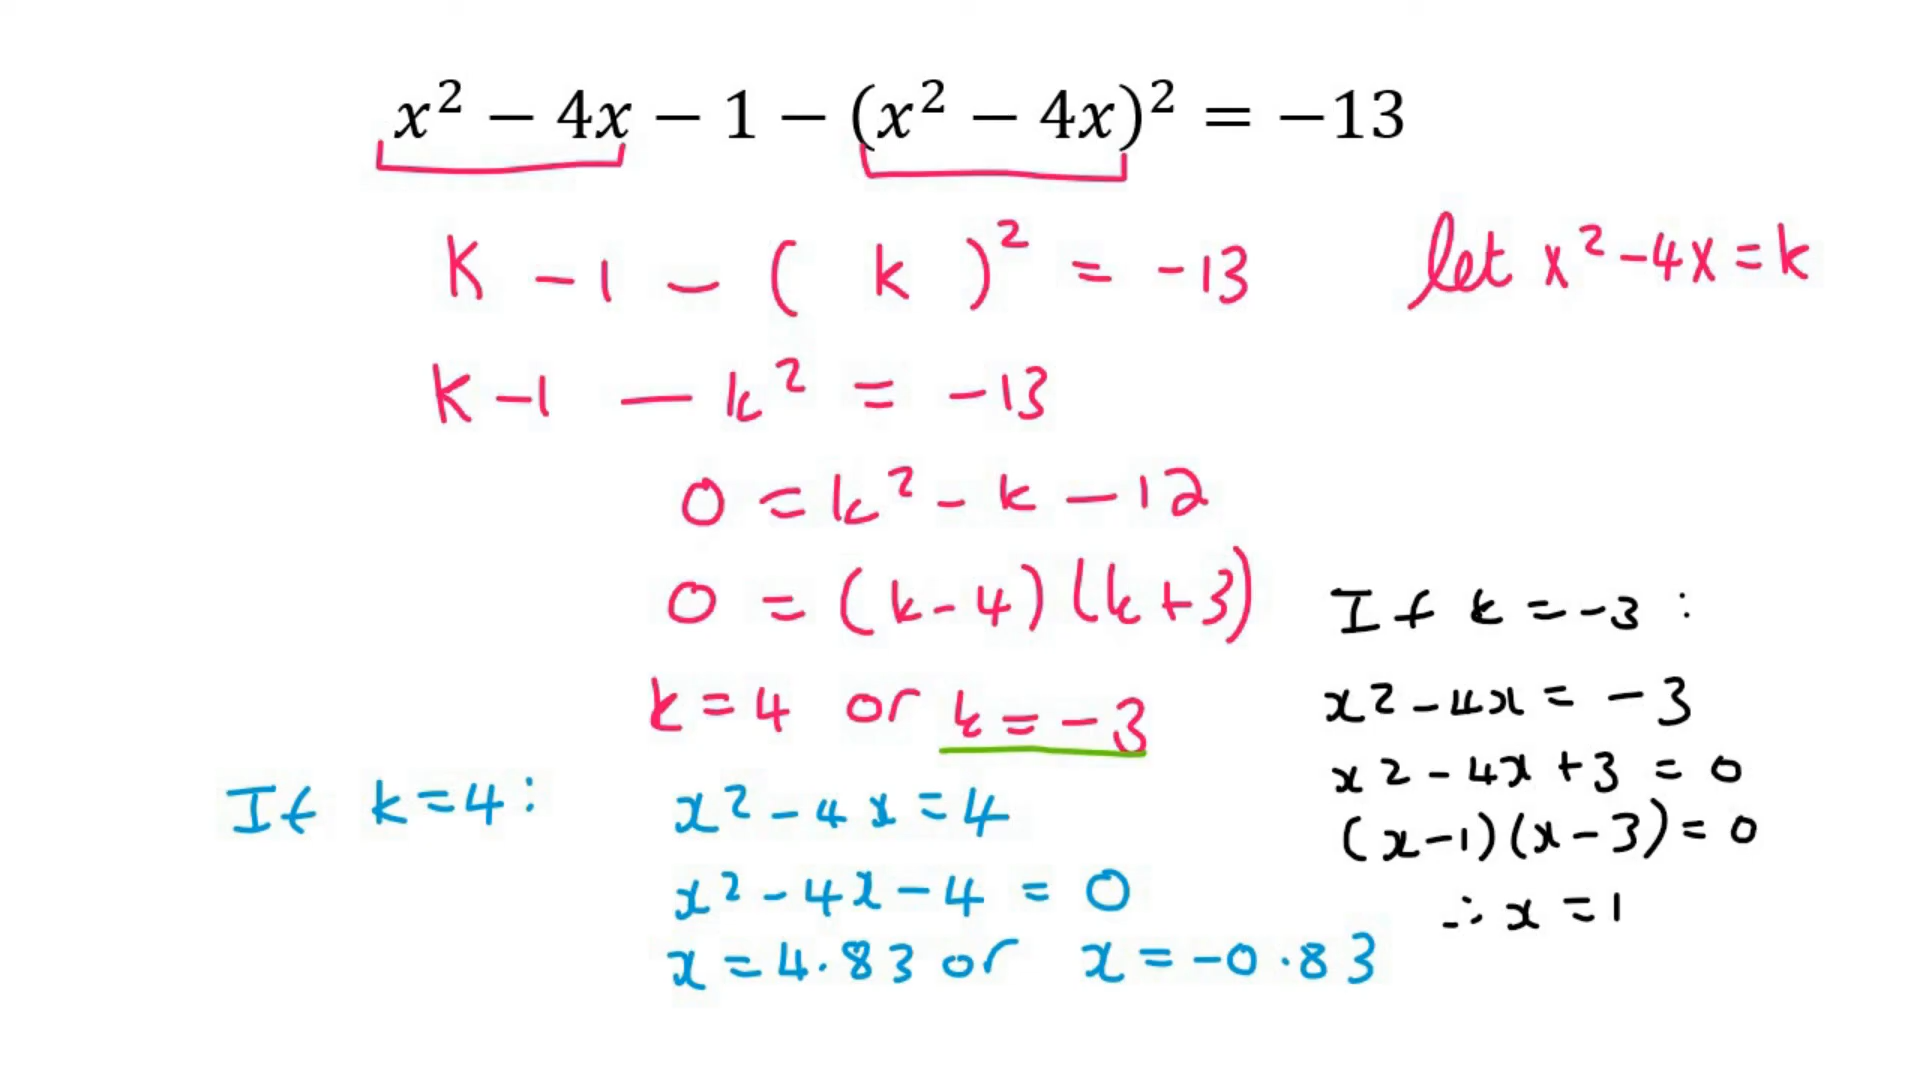 x² − 4x − 1 − (x² − 4x)² = −13
K − 1 − ( k )² = −13
let x² − 4x = k
k − 1 − k² = −13
0 = k² − k − 12
0 = (k − 4)(k + 3)
k = 4 or k = −3
If k = 4 : x² − 4x = 4
x² − 4x − 4 = 0
x = 4.83 or x = −0.83
If k = −3 :
x² − 4x = −3
x² − 4x + 3 = 0
(x − 1)(x − 3) = 0
∴ x = 1